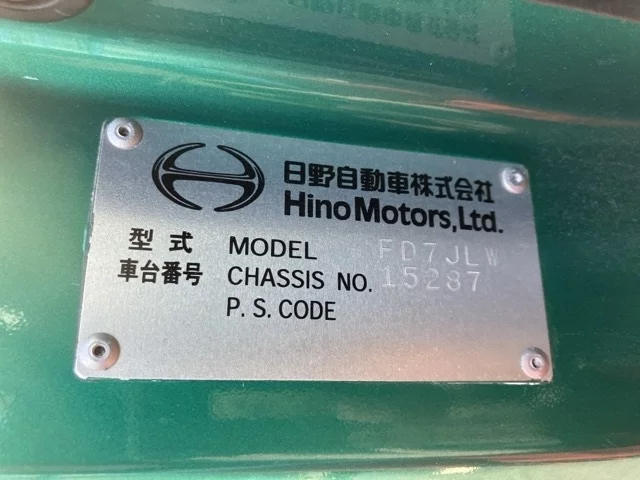 日野自動車株式会社
Hino Motors, Ltd.
型式 MODEL FD7JLW
車台番号 CHASSIS NO. 15287
P.S.CODE